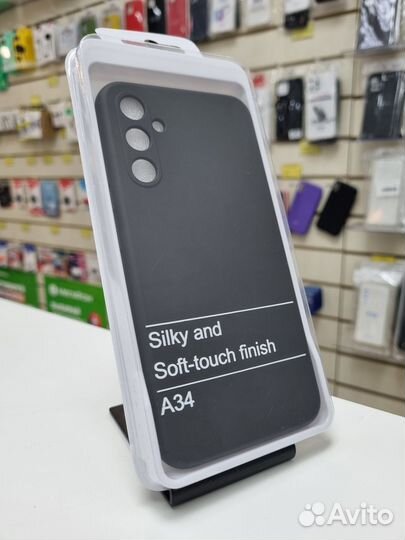 Silky and
Soft-touch finish
A34
Avito